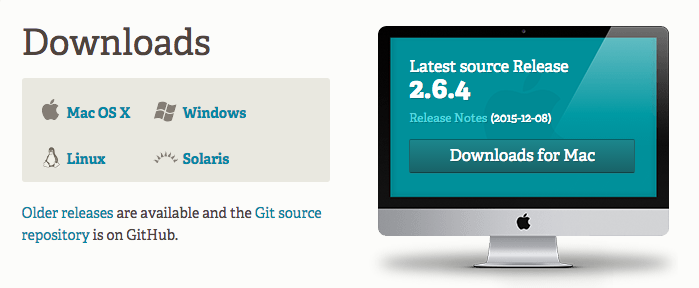 Downloads
Mac OS X
Windows
Linux
Solaris
Older releases are available and the Git source
repository is on GitHub.
Latest source Release
2.6.4
Release Notes (2015-12-08)
Downloads for Mac